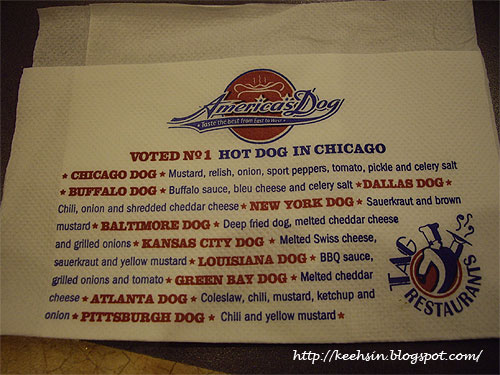 America's Dog
Taste the best from East to West
VOTED Nº1 HOT DOG IN CHICAGO
★ CHICAGO DOG ★ Mustard, relish, onion, sport peppers, tomato, pickle and celery salt
★ BUFFALO DOG ★ Buffalo sauce, bleu cheese and celery salt ★ DALLAS DOG ★
Chili, onion and shredded cheddar cheese ★ NEW YORK DOG ★ Sauerkraut and brown
mustard ★ BALTIMORE DOG ★ Deep fried dog, melted cheddar cheese
and grilled onions ★ KANSAS CITY DOG ★ Melted Swiss cheese,
sauerkraut and yellow mustard ★ LOUISIANA DOG ★ BBQ sauce,
grilled onions and tomato ★ GREEN BAY DOG ★ Melted cheddar
cheese ★ ATLANTA DOG ★ Coleslaw, chili, mustard, ketchup and
onion ★ PITTSBURGH DOG ★ Chili and yellow mustard ★
TAG
RESTAURANTS
http://keehsin.blogspot.com/